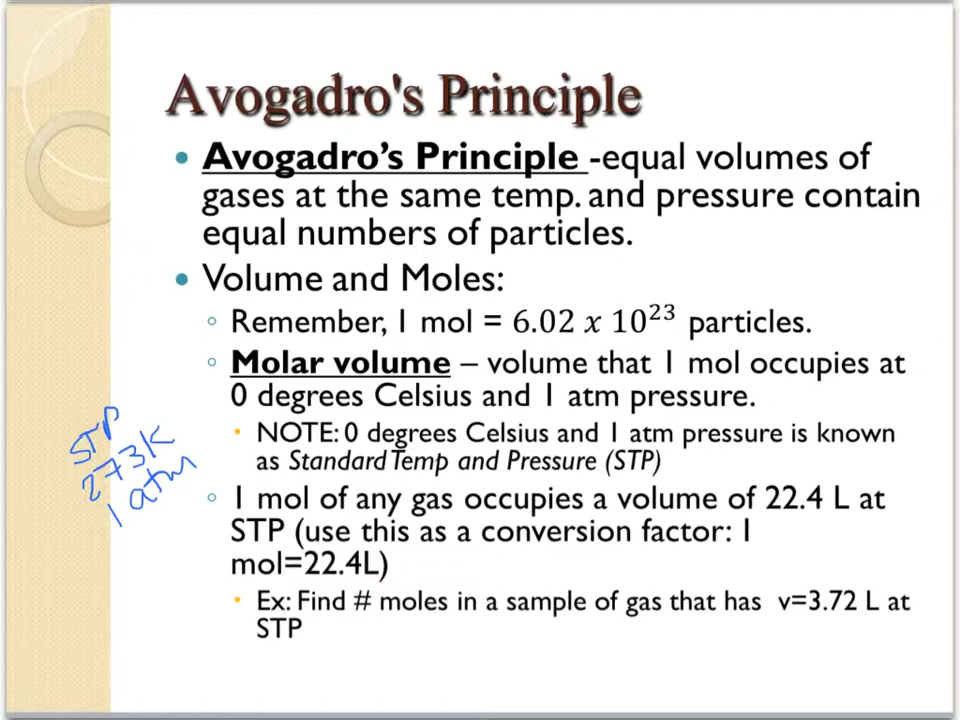 Avogadro's Principle
Avogadro's Principle -equal volumes of
gases at the same temp. and pressure contain
equal numbers of particles.
Volume and Moles:
Remember, 1 mol = 6.02 x 10²³ particles.
Molar volume – volume that 1 mol occupies at
0 degrees Celsius and 1 atm pressure.
NOTE: 0 degrees Celsius and 1 atm pressure is known
as Standard Temp and Pressure (STP)
STP
273K
1 atm
1 mol of any gas occupies a volume of 22.4 L at
STP (use this as a conversion factor: 1
mol=22.4L)
Ex: Find # moles in a sample of gas that has v=3.72 L at
STP